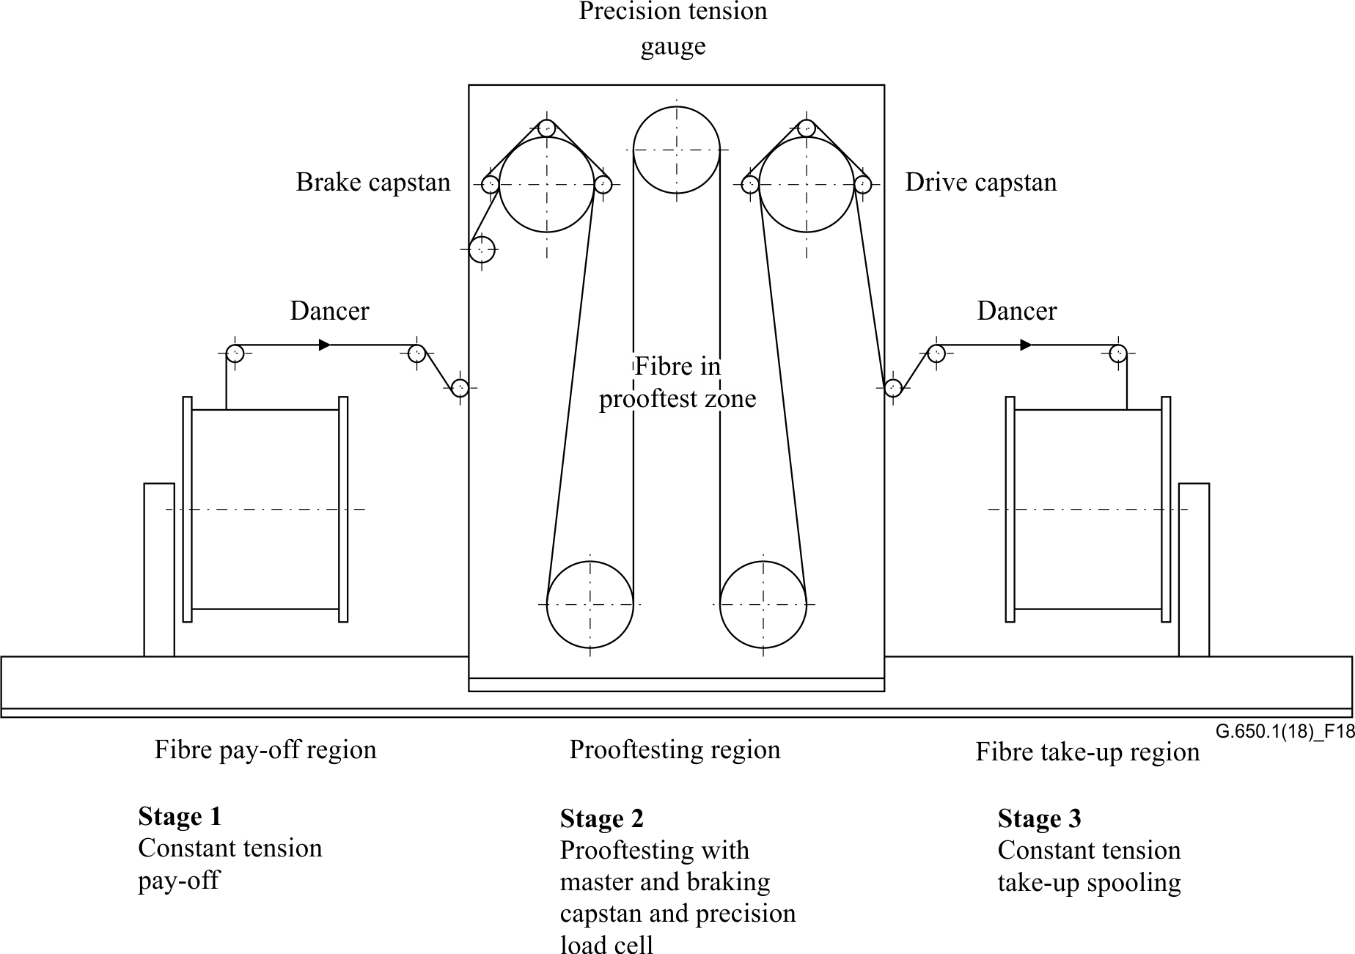 Precision tension
gauge
Brake capstan
Drive capstan
Dancer
Dancer
Fibre in
prooftest zone
G.650.1(18)_F18
Fibre pay-off region
Prooftesting region
Fibre take-up region
Stage 1
Constant tension
pay-off
Stage 2
Prooftesting with
master and braking
capstan and precision
load cell
Stage 3
Constant tension
take-up spooling